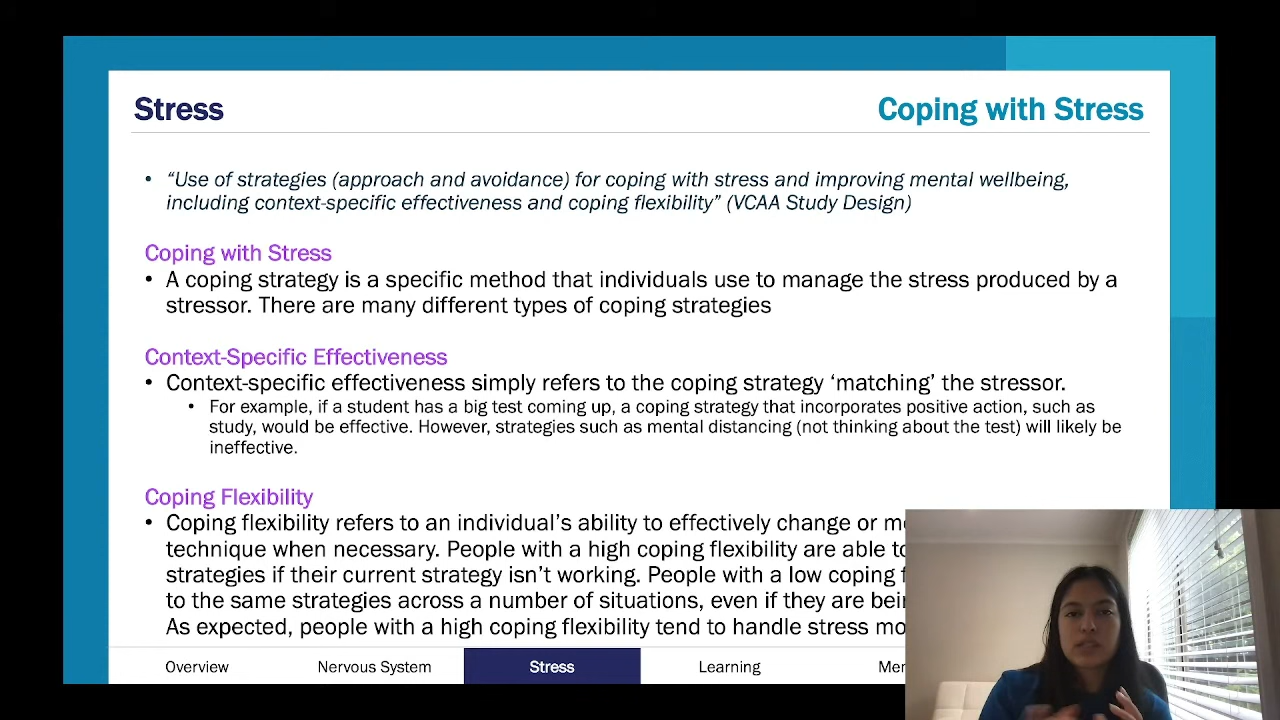 Stress
Coping with Stress
• “Use of strategies (approach and avoidance) for coping with stress and improving mental wellbeing,
including context-specific effectiveness and coping flexibility” (VCAA Study Design)
Coping with Stress
• A coping strategy is a specific method that individuals use to manage the stress produced by a
stressor. There are many different types of coping strategies
Context-Specific Effectiveness
• Context-specific effectiveness simply refers to the coping strategy ‘matching’ the stressor.
• For example, if a student has a big test coming up, a coping strategy that incorporates positive action, such as
study, would be effective. However, strategies such as mental distancing (not thinking about the test) will likely be
ineffective.
Coping Flexibility
• Coping flexibility refers to an individual’s ability to effectively change or
technique when necessary. People with a high coping flexibility are able to
strategies if their current strategy isn’t working. People with a low coping
to the same strategies across a number of situations, even if they are
As expected, people with a high coping flexibility tend to handle stress
Overview Nervous System Stress Learning